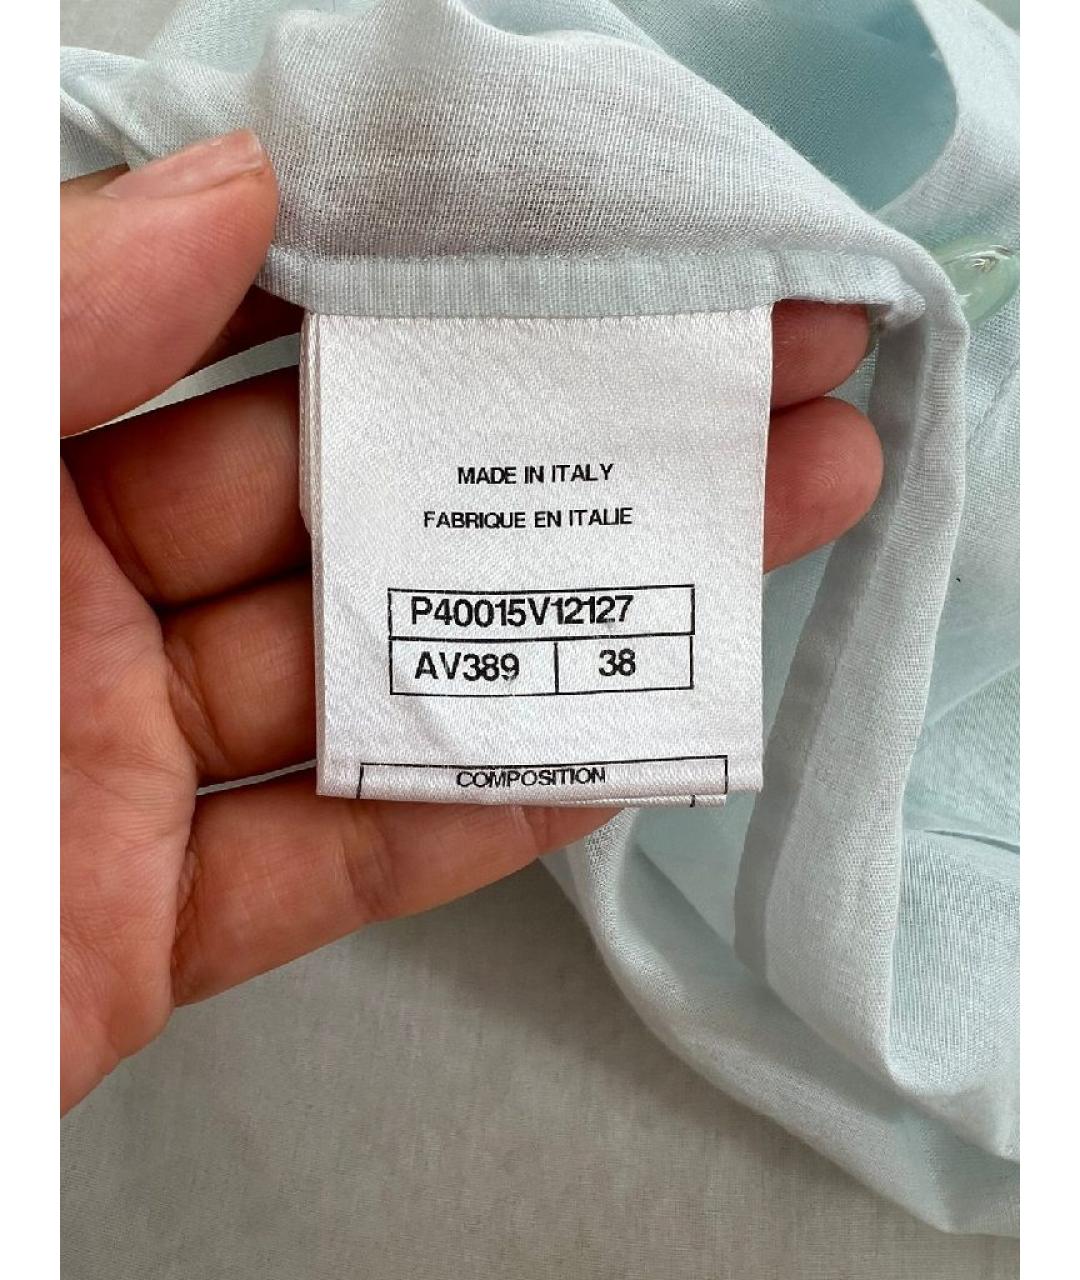 MADE IN ITALY
FABRIQUE EN ITALIE
P40015V12127
AV389 38
COMPOSITION